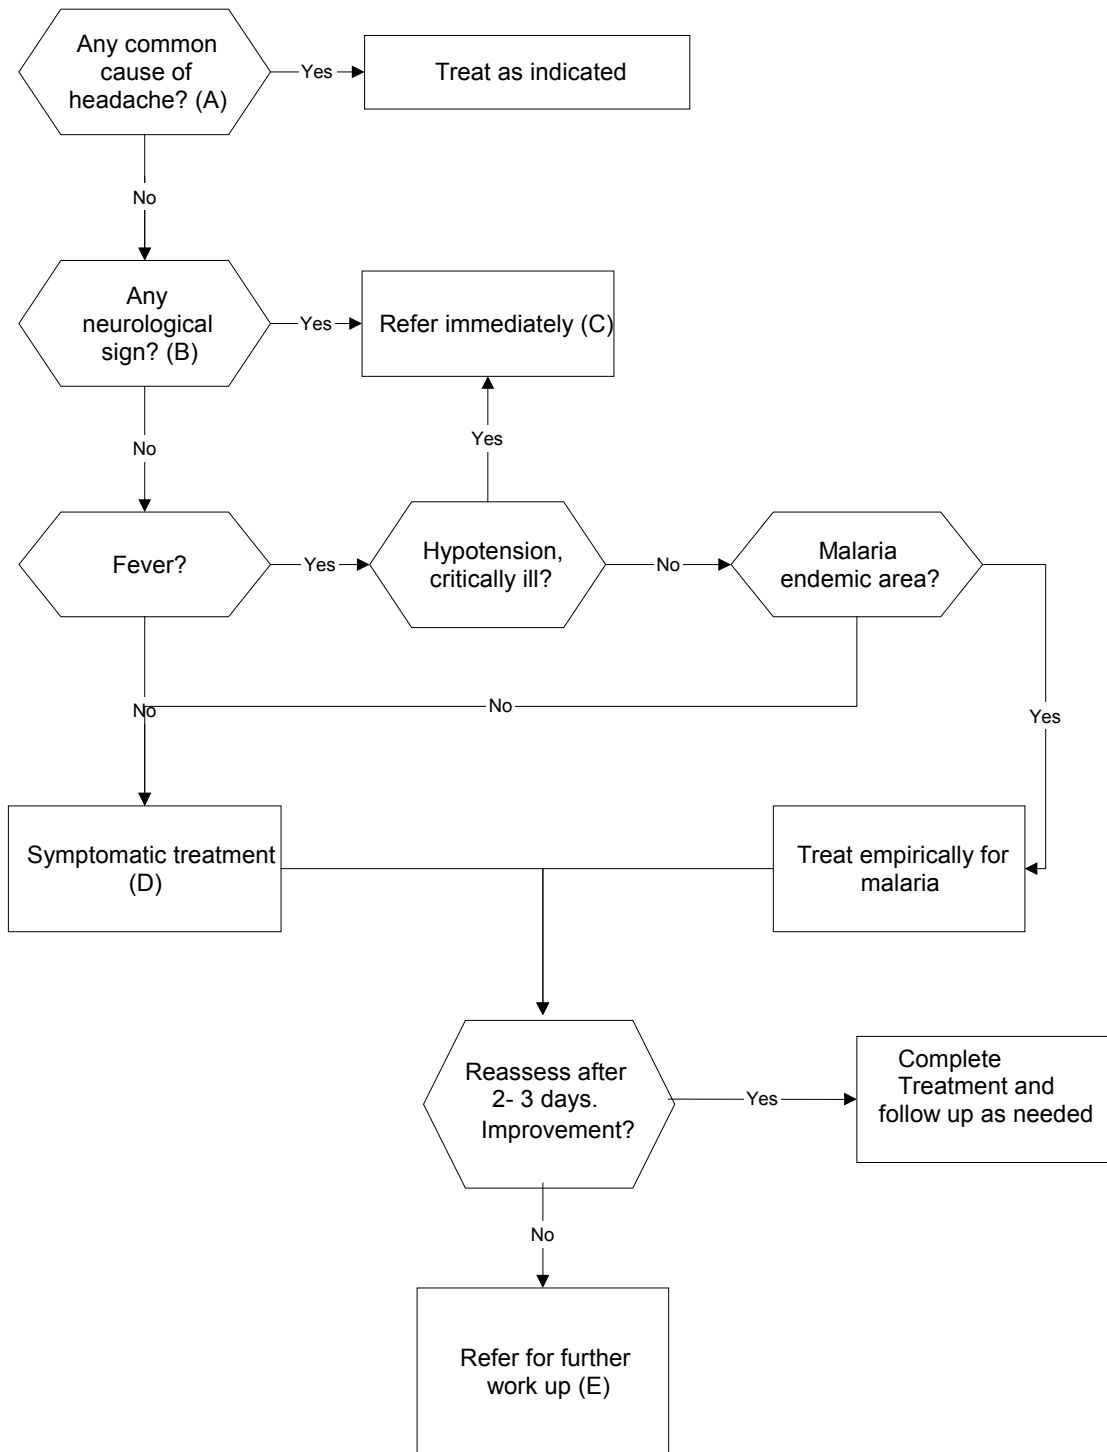 Any common
cause of
headache? (A)
Yes
Treat as indicated
No
Any
neurological
sign? (B)
Yes
Refer immediately (C)
No
Yes
Fever?
Yes
Hypotension,
critically ill?
No
Malaria
endemic area?
No
No
Yes
Symptomatic treatment
(D)
Treat empirically for
malaria
Reassess after
2- 3 days.
Improvement?
Yes
Complete
Treatment and
follow up as needed
No
Refer for further
work up (E)